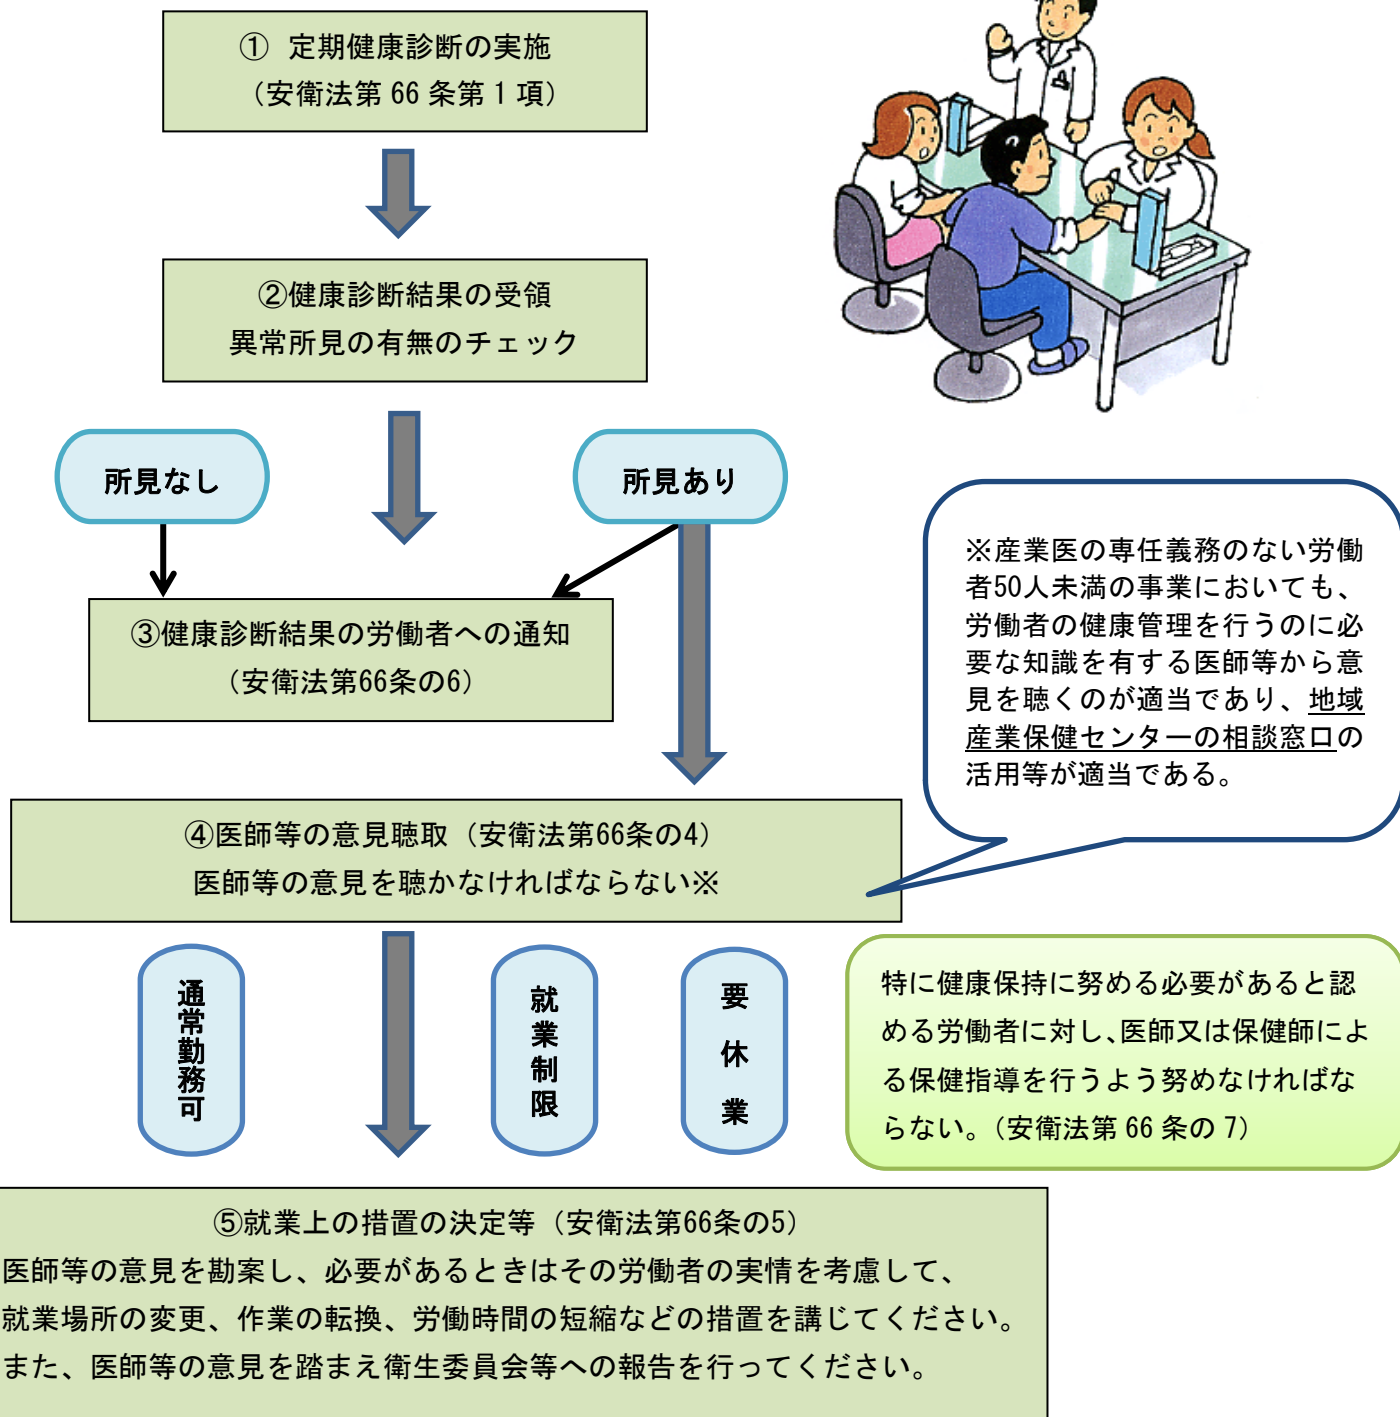 ① 定期健康診断の実施
（安衛法第 66 条第 1 項）
②健康診断結果の受領
異常所見の有無のチェック
所見なし
所見あり
③健康診断結果の労働者への通知
（安衛法第66条の6）
※産業医の専任義務のない労働
者50人未満の事業においても、
労働者の健康管理を行うのに必
要な知識を有する医師等から意
見を聴くのが適当であり、地域
産業保健センターの相談窓口の
活用等が適当である。
④医師等の意見聴取（安衛法第66条の4）
医師等の意見を聴かなければならない※
通常勤務可
就業制限
要休業
特に健康保持に努める必要があると認
める労働者に対し、医師又は保健師によ
る保健指導を行うよう努めなければな
らない。（安衛法第 66 条の 7）
⑤就業上の措置の決定等（安衛法第66条の5）
医師等の意見を勘案し、必要があるときはその労働者の実情を考慮して、
就業場所の変更、作業の転換、労働時間の短縮などの措置を講じてください。
また、医師等の意見を踏まえ衛生委員会等への報告を行ってください。